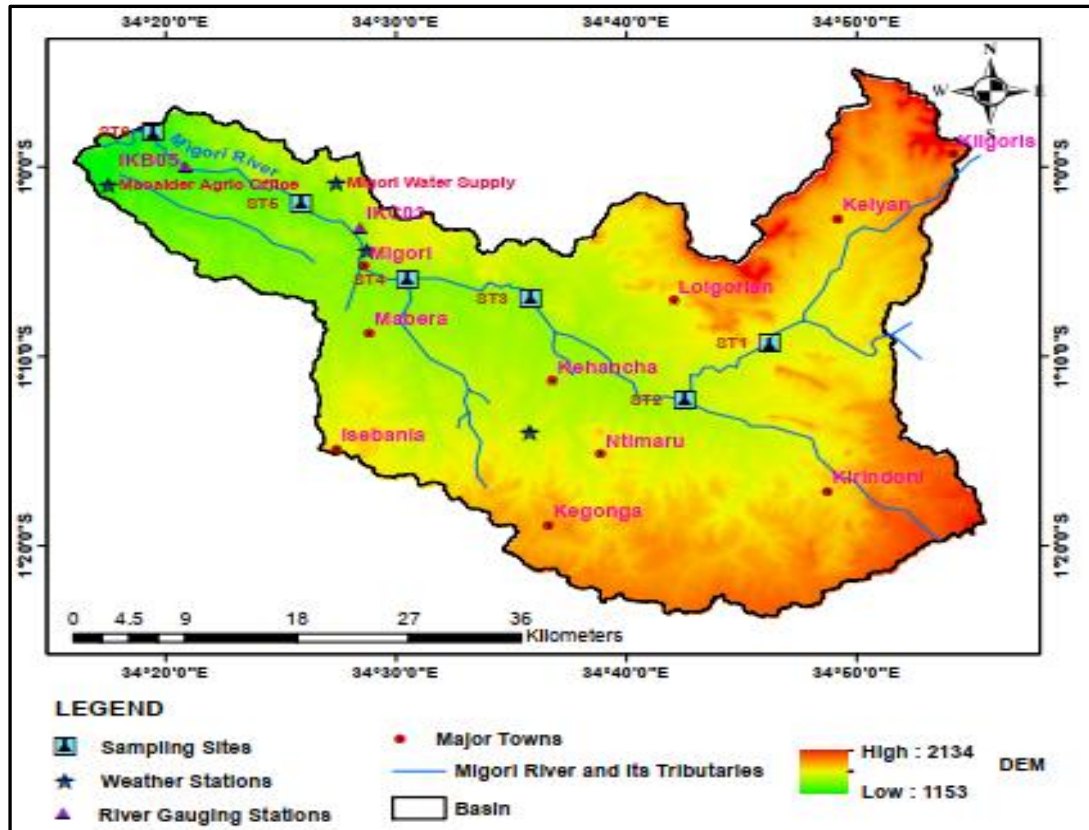 34°20'0"E 34°30'0"E 34°40'0"E 34°50'0"E
N
W E
S
1°0'0"S 1°0'0"S
1°10'0"S 1°10'0"S
1°20'0"S 1°20'0"S
Kilgoris
IKB05
Migori River
Agric Office
Migori Water Supply
ST5
Kelyan
Migori
ST4
ST3
Lolgorian
ST1
Mabera
Kehancha
ST2
Isebania
Ntimaru
Kirindoni
Kegonga
0 4.5 9 18 27 36
Kilometers
34°20'0"E 34°30'0"E 34°40'0"E 34°50'0"E
LEGEND
Sampling Sites
Weather Stations
River Gauging Stations
Major Towns
Migori River and its Tributaries
Basin
High : 2134
Low : 1153
DEM